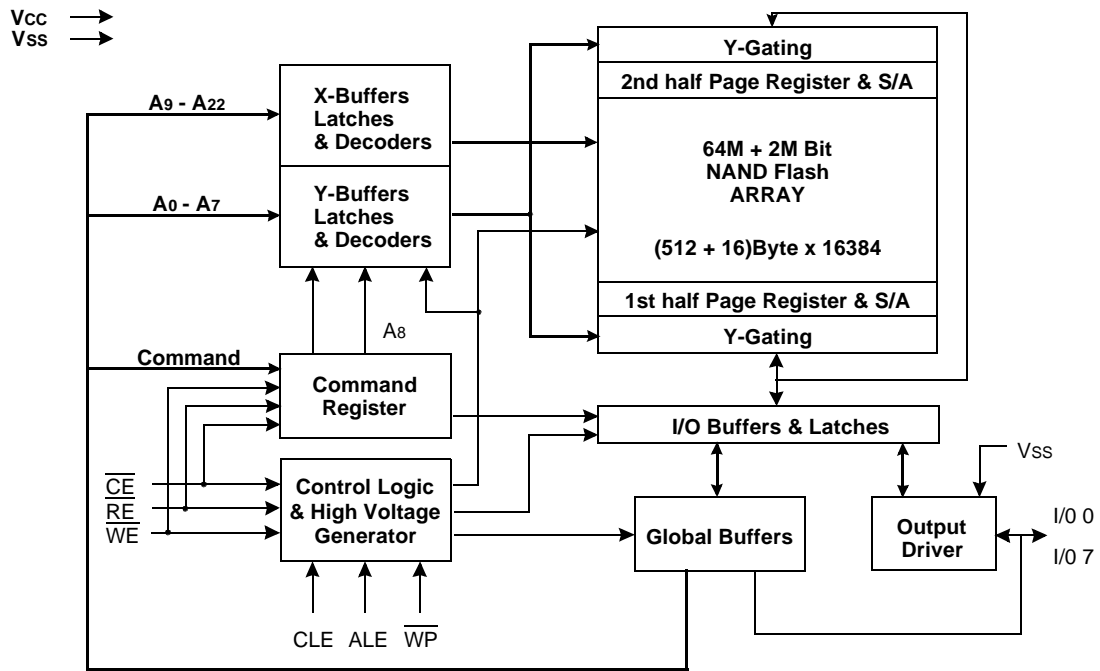 VCC
VSS
A9 - A22
X-Buffers
Latches
& Decoders
A0 - A7
Y-Buffers
Latches
& Decoders
Y-Gating
2nd half Page Register & S/A
64M + 2M Bit
NAND Flash
ARRAY
(512 + 16)Byte x 16384
1st half Page Register & S/A
Y-Gating
A8
Command
Command
Register
I/O Buffers & Latches
VSS
CE
RE
WE
Control Logic
& High Voltage
Generator
Global Buffers
Output
Driver
I/0 0
I/0 7
CLE
ALE
WP